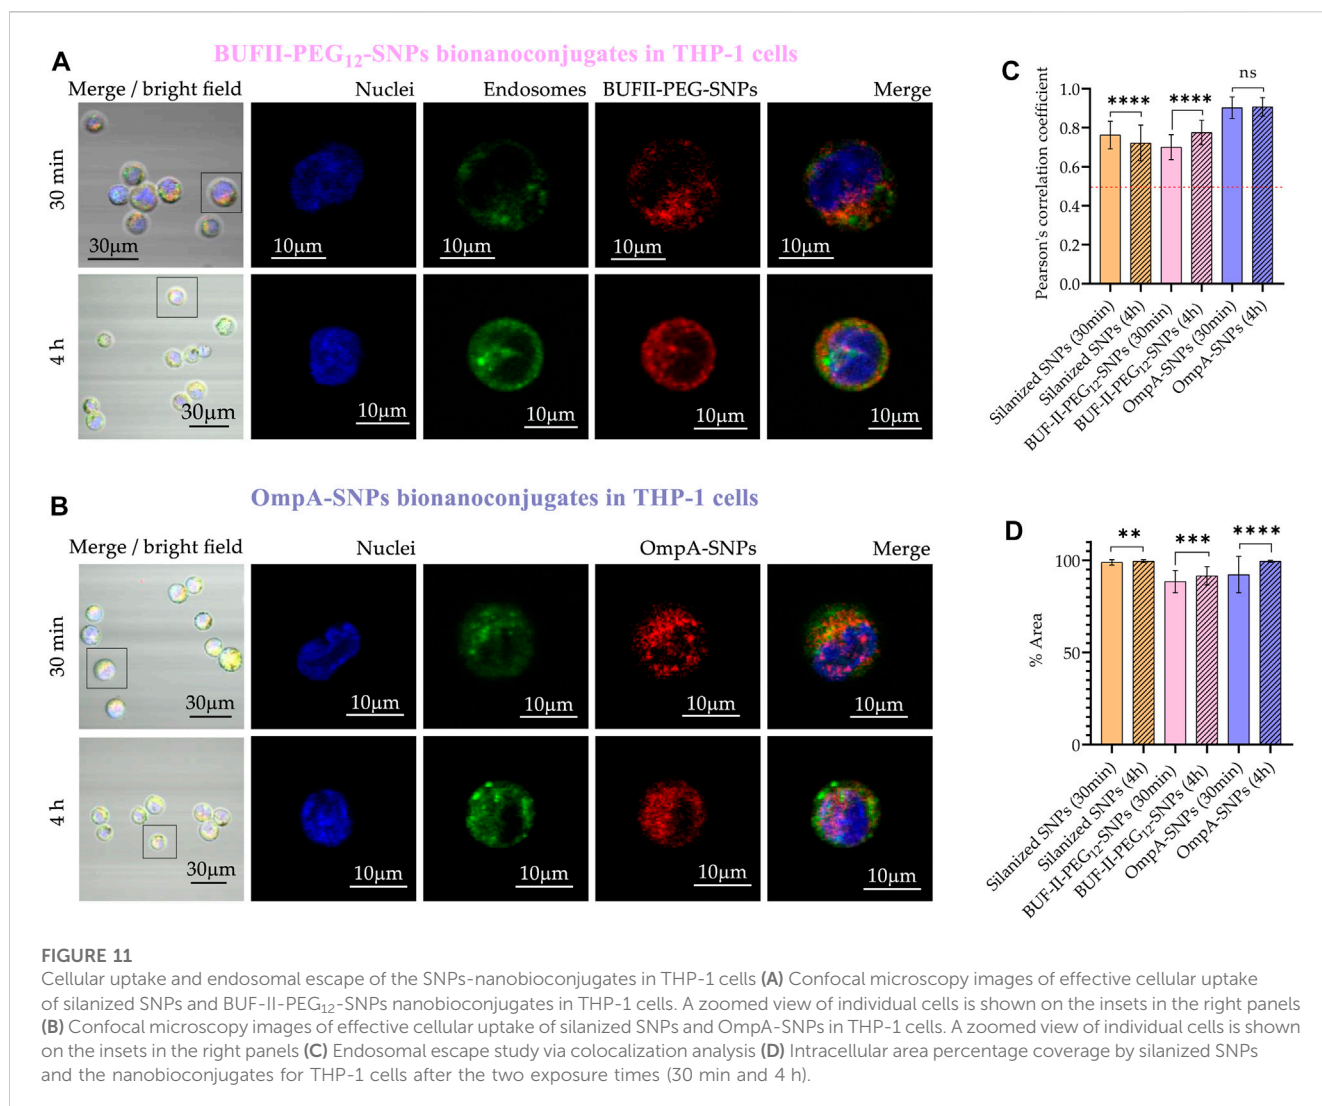 A
BUFII-PEG₁₂-SNPs bionanoconjugates in THP-1 cells
Merge / bright field
Nuclei
Endosomes
BUFII-PEG-SNPs
Merge
30 min
30μm
10μm
10μm
10μm
10μm
4 h
30μm
10μm
10μm
10μm
10μm
B
OmpA-SNPs bionanoconjugates in THP-1 cells
Merge / bright field
Nuclei
OmpA-SNPs
Merge
30 min
30μm
10μm
10μm
10μm
10μm
4 h
30μm
10μm
10μm
10μm
10μm
C
Pearson's correlation coefficient
1.0
0.8
0.6
0.4
0.2
0.0
****
****
ns
Silanized SNPs (30min)
Silanized SNPs (4h)
BUF-II-PEG₁₂-SNPs (30min)
BUF-II-PEG₁₂-SNPs (4h)
OmpA-SNPs (30min)
OmpA-SNPs (4h)
D
% Area
100
50
0
**
***
****
Silanized SNPs (30min)
Silanized SNPs (4h)
BUF-II-PEG₁₂-SNPs (30min)
BUF-II-PEG₁₂-SNPs (4h)
OmpA-SNPs (30min)
OmpA-SNPs (4h)
FIGURE 11
Cellular uptake and endosomal escape of the SNPs-nanobioconjugates in THP-1 cells (A) Confocal microscopy images of effective cellular uptake
of silanized SNPs and BUF-II-PEG₁₂-SNPs nanobioconjugates in THP-1 cells. A zoomed view of individual cells is shown on the insets in the right panels
(B) Confocal microscopy images of effective cellular uptake of silanized SNPs and OmpA-SNPs in THP-1 cells. A zoomed view of individual cells is shown
on the insets in the right panels (C) Endosomal escape study via colocalization analysis (D) Intracellular area percentage coverage by silanized SNPs
and the nanobioconjugates for THP-1 cells after the two exposure times (30 min and 4 h).